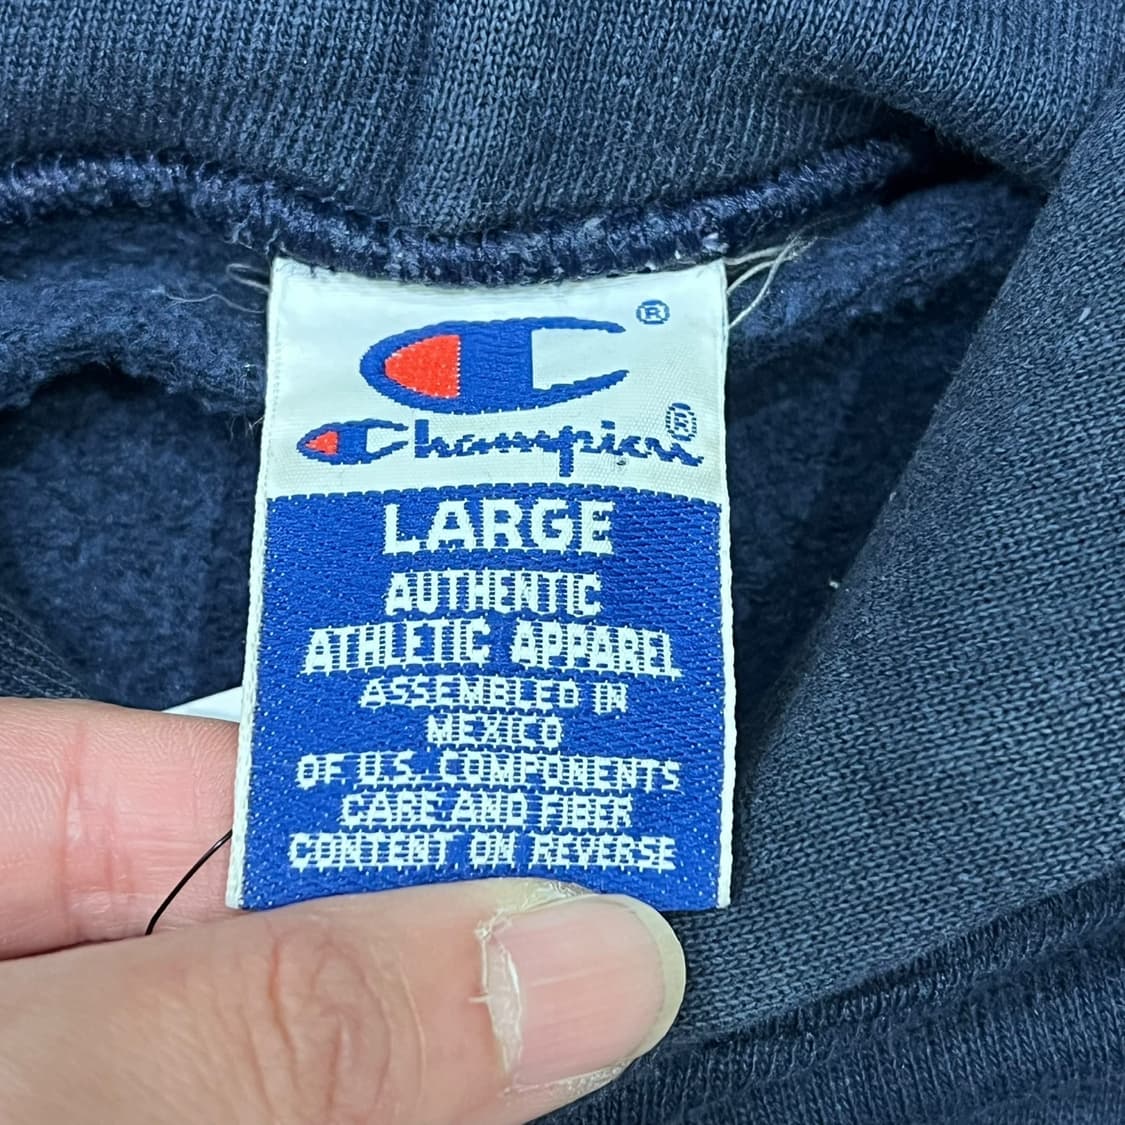 ®
Champion®
LARGE
AUTHENTIC
ATHLETIC APPAREL
ASSEMBLED IN
MEXICO
OF U.S. COMPONENTS
CARE AND FIBER
CONTENT ON REVERSE